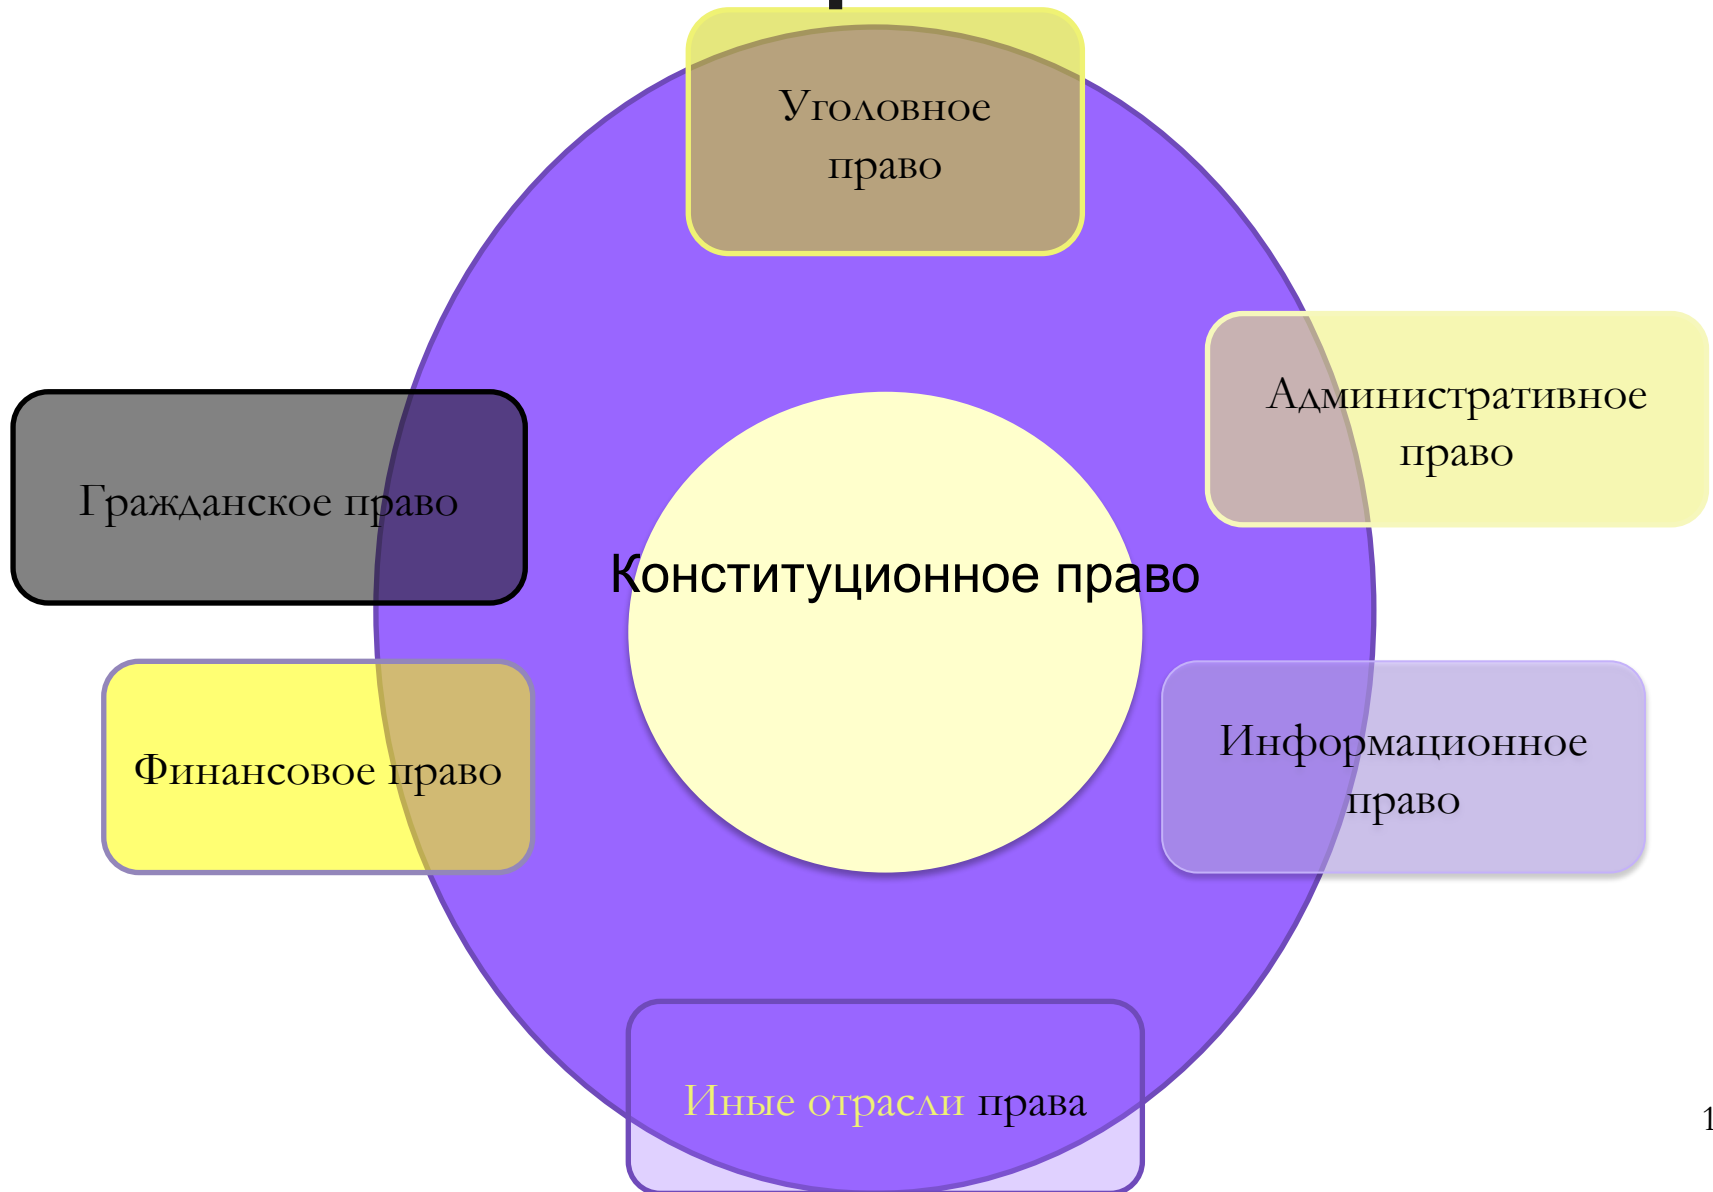 Уголовное
право
Административное
право
Гражданское право
Конституционное право
Информационное
право
Финансовое право
Иные отрасли права
1